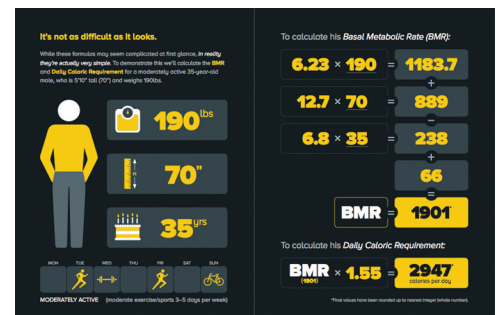 It's not as difficult as it looks.
While these formulas may seem complicated at first glance, in reality
they're actually very simple. To demonstrate this we'll calculate the BMR
and Daily Caloric Requirement for a moderately active 35-year-old
male, who is 5'10" tall (70") and weighs 190lbs.
190 lbs
H
70"
35 yrs
MON TUE WED THU FRI SAT SUN
MODERATELY ACTIVE (moderate exercise/sports 3–5 days per week)
To calculate his Basal Metabolic Rate (BMR):
6.23 × 190 = 1183.7
+
12.7 × 70 = 889
−
6.8 × 35 = 238
+
66
=
BMR = 1901*
To calculate his Daily Caloric Requirement:
BMR × 1.55 = 2947*
(1901) calories per day
*Final values have been rounded up to nearest integer (whole number).